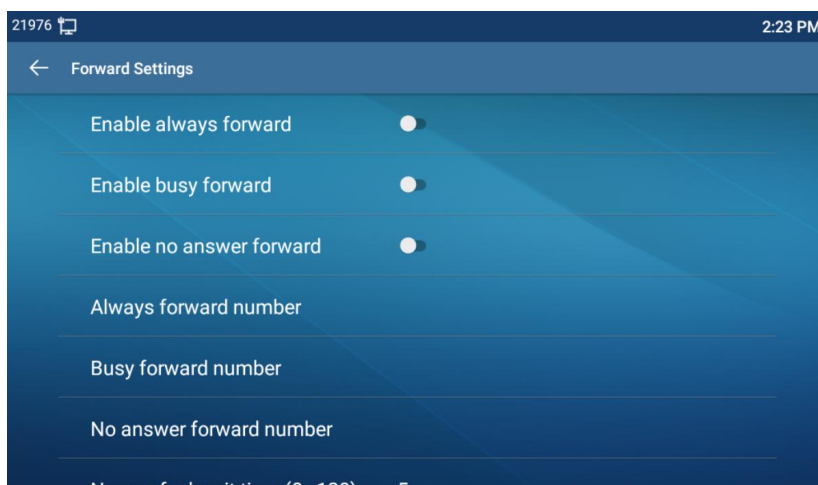 21976 2:23 PM
Forward Settings
Enable always forward
Enable busy forward
Enable no answer forward
Always forward number
Busy forward number
No answer forward number